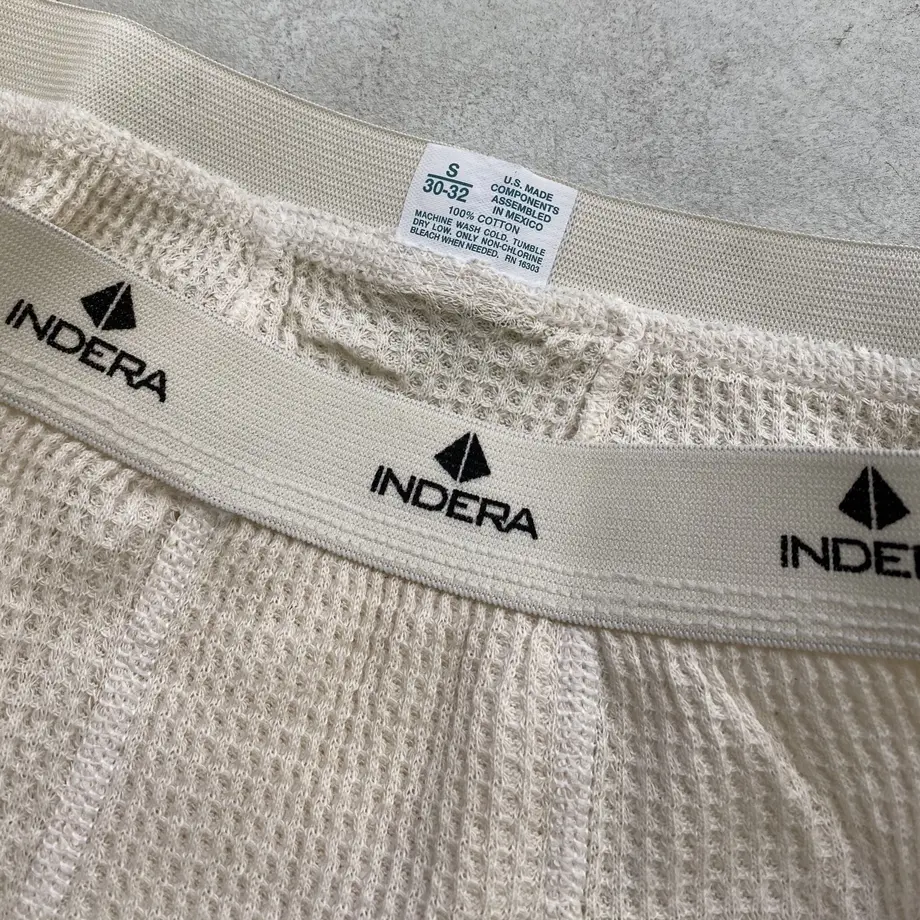 S
30-32
U.S. MADE
COMPONENTS
ASSEMBLED
IN MEXICO
100% COTTON
MACHINE WASH COLD. TUMBLE
DRY LOW. ONLY NON-CHLORINE
BLEACH WHEN NEEDED. RN 16303
INDERA
INDERA
INDE